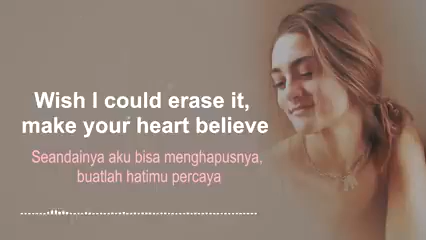 Wish I could erase it,
make your heart believe
Seandainya aku bisa menghapusnya,
buatlah hatimu percaya